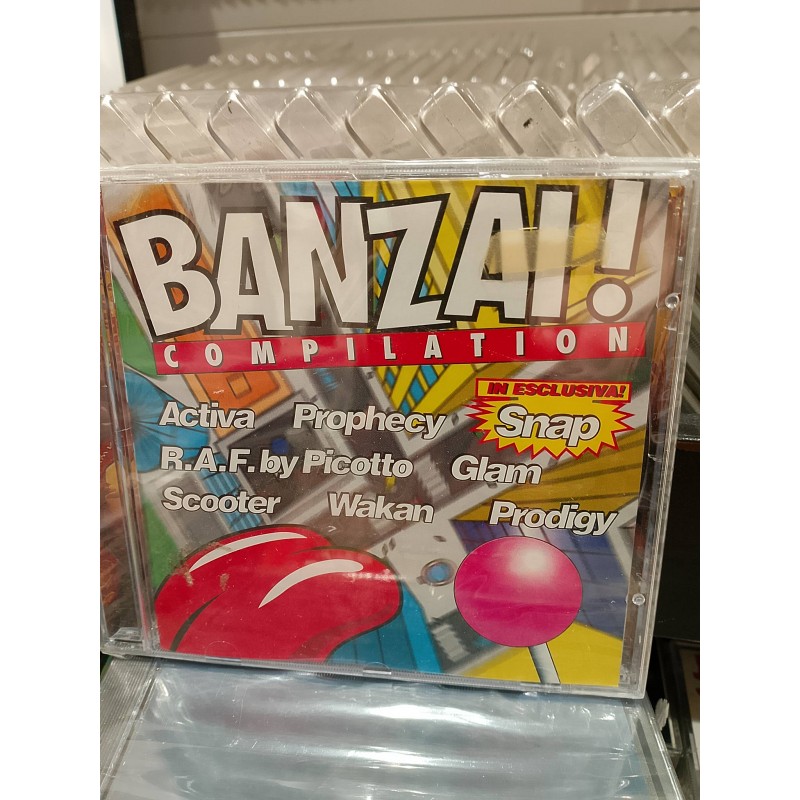 BANZAI!
COMPILATION
IN ESCLUSIVA!
Activa Prophecy Snap
R.A.F. by Picotto Glam
Scooter Wakan Prodigy